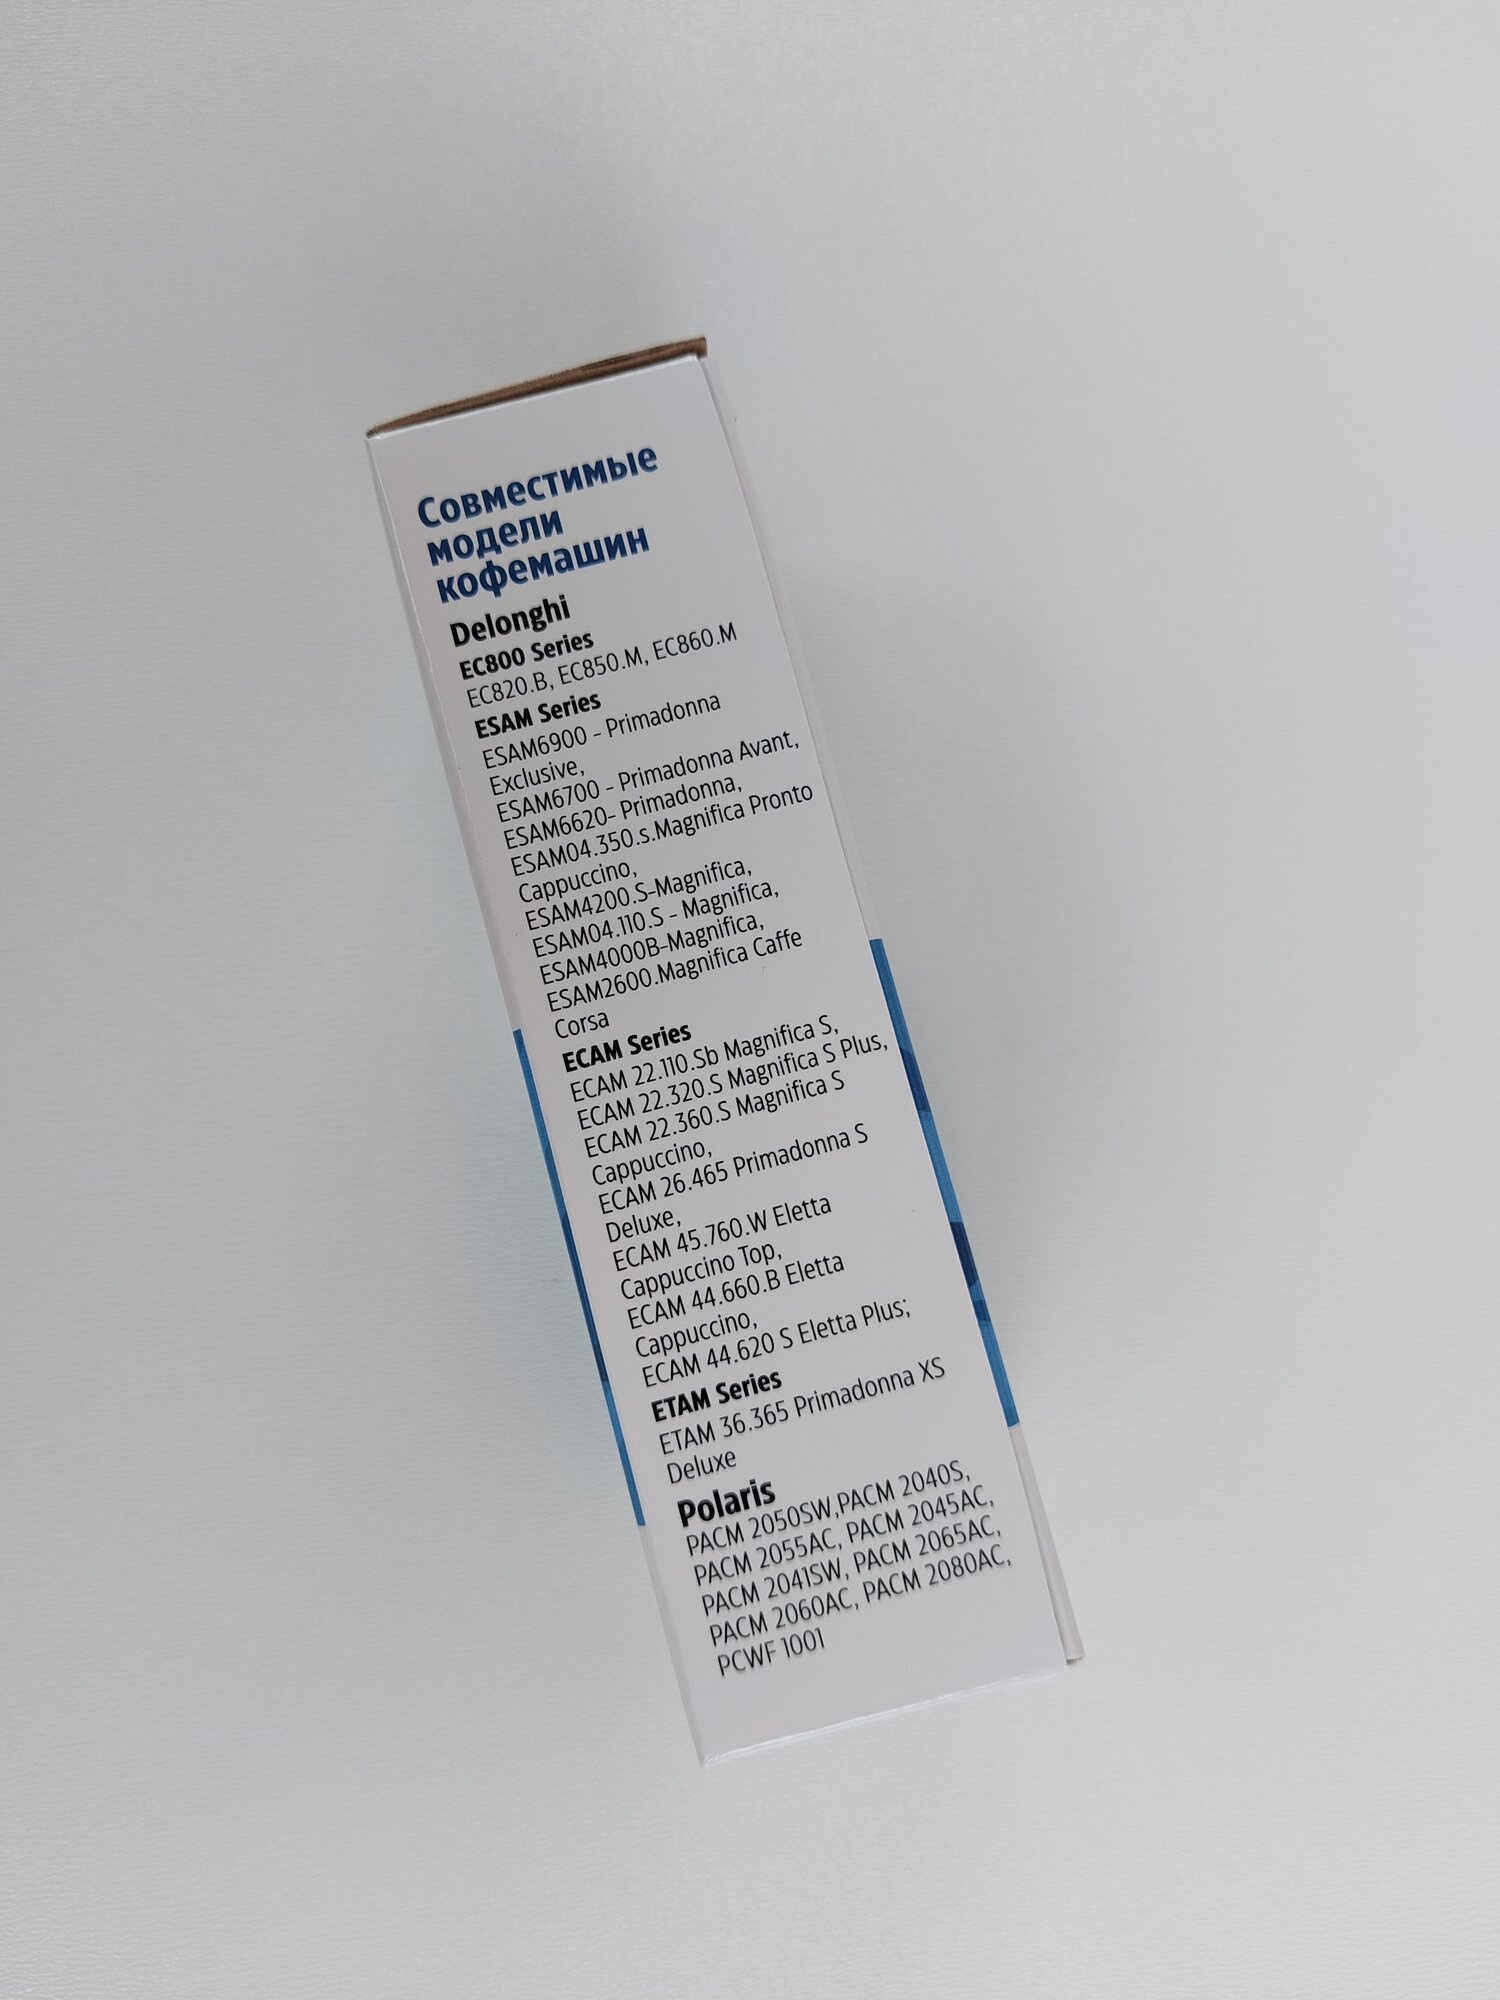 Совместимые
модели
кофемашин
Delonghi
EC800 Series
EC820.B, EC850.M, EC860.M
ESAM Series
ESAM6900 - Primadonna
Exclusive,
ESAM6700 - Primadonna Avant,
ESAM6620- Primadonna,
ESAM04.350.s.Magnifica Pronto
Cappuccino,
ESAM4200.S-Magnifica,
ESAM04.110.S - Magnifica,
ESAM4000B-Magnifica,
ESAM2600.Magnifica Caffe
Corsa
ECAM Series
ECAM 22.110.Sb Magnifica S,
ECAM 22.320.S Magnifica S Plus,
ECAM 22.360.S Magnifica S
Cappuccino,
ECAM 26.465 Primadonna S
Deluxe,
ECAM 45.760.W Eletta
Cappuccino Top,
ECAM 44.660.B Eletta
Cappuccino,
ECAM 44.620 S Eletta Plus;
ETAM Series
ETAM 36.365 Primadonna XS
Deluxe
Polaris
PACM 2050SW,PACM 2040S,
PACM 2055AC, PACM 2045AC,
PACM 2041SW, PACM 2065AC,
PACM 2060AC, PACM 2080AC,
PCWF 1001